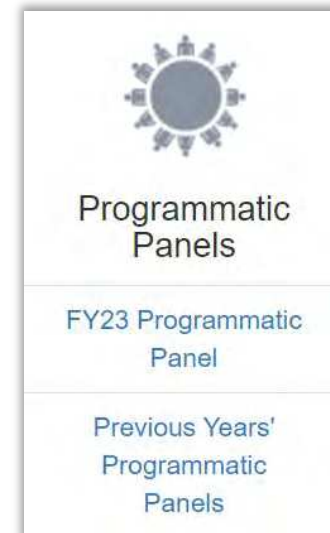 Programmatic
Panels
FY23 Programmatic
Panel
Previous Years'
Programmatic
Panels